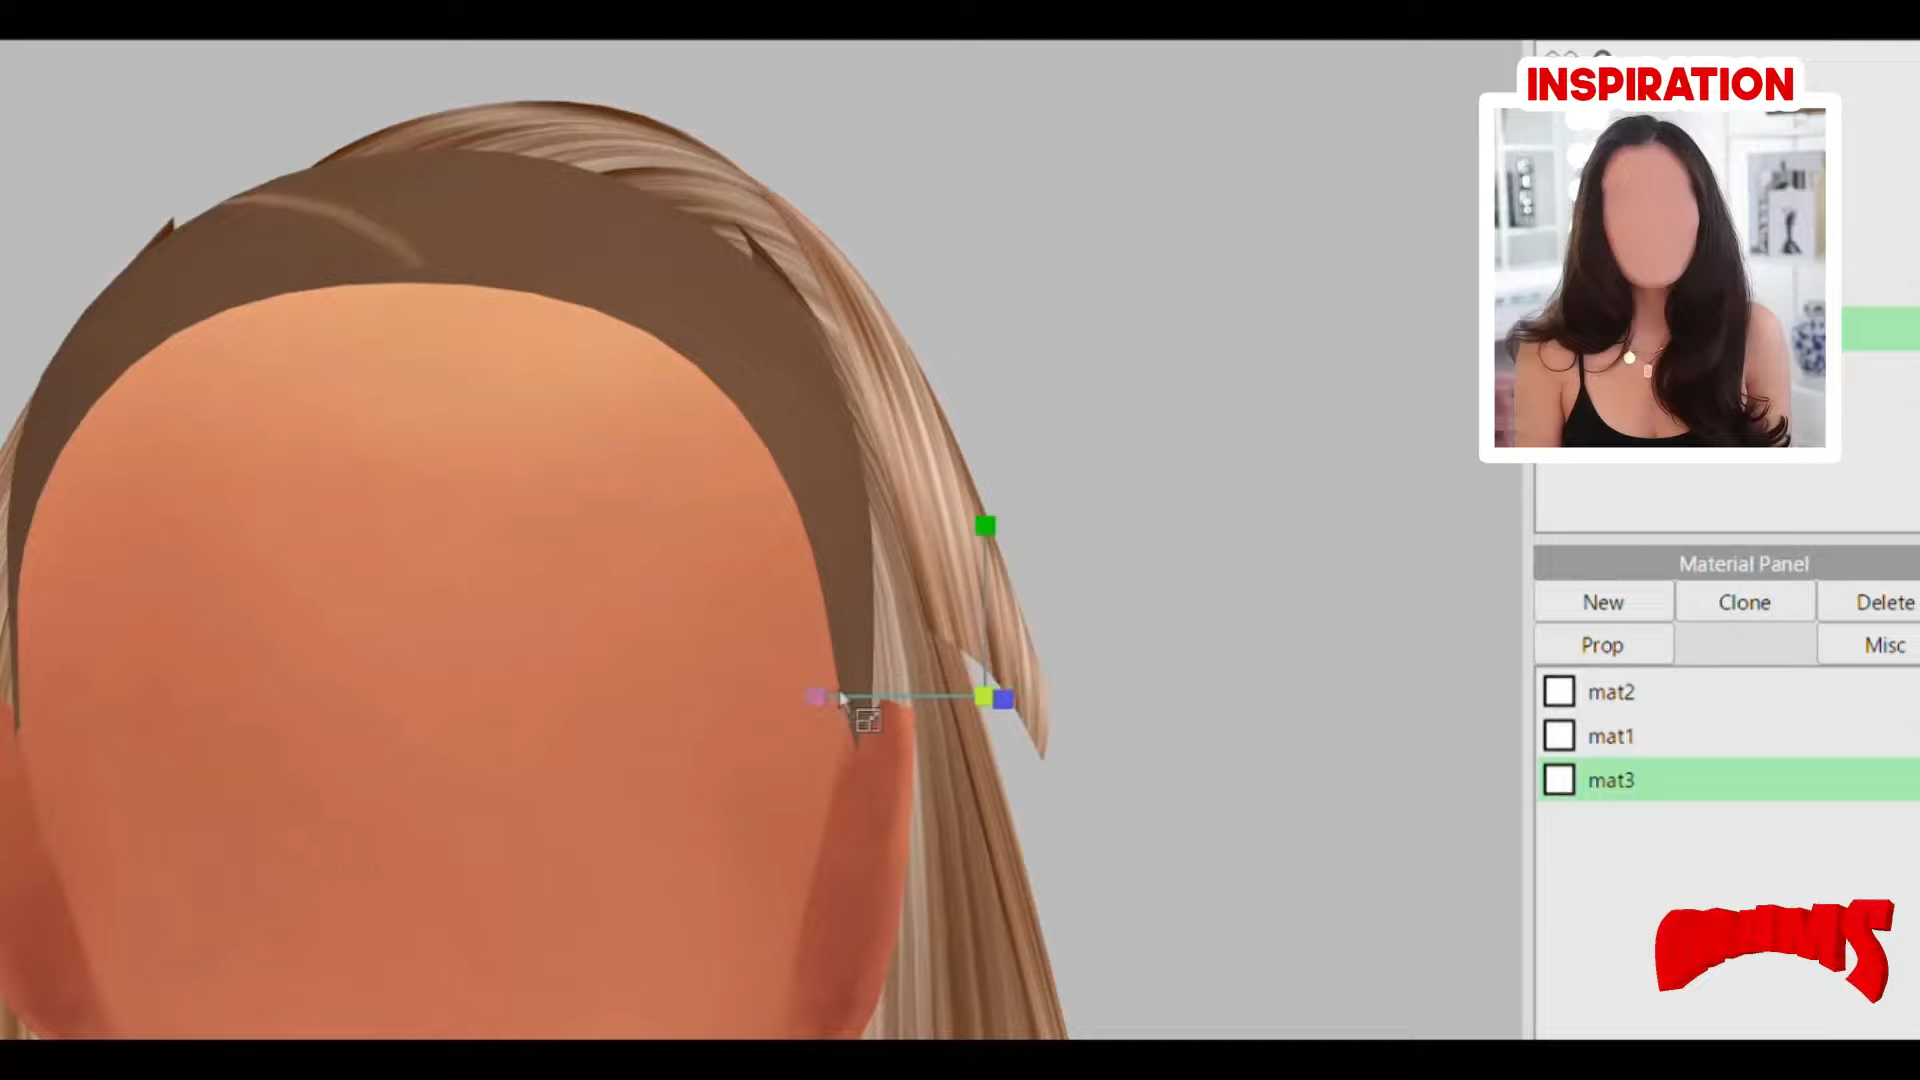 INSPIRATION
Material Panel
New
Clone
Delete
Prop
Misc
mat2
mat1
mat3